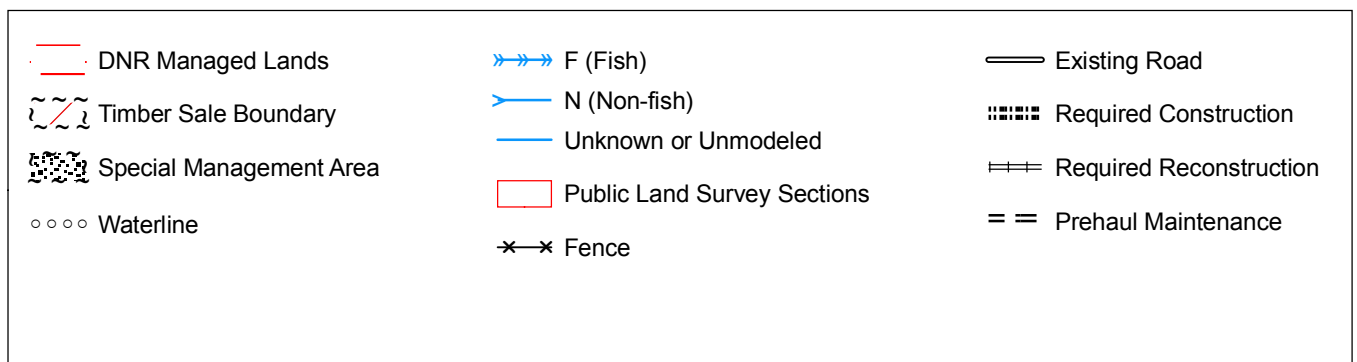 DNR Managed Lands
Timber Sale Boundary
Special Management Area
Waterline
F (Fish)
N (Non-fish)
Unknown or Unmodeled
Public Land Survey Sections
Fence
Existing Road
Required Construction
Required Reconstruction
Prehaul Maintenance